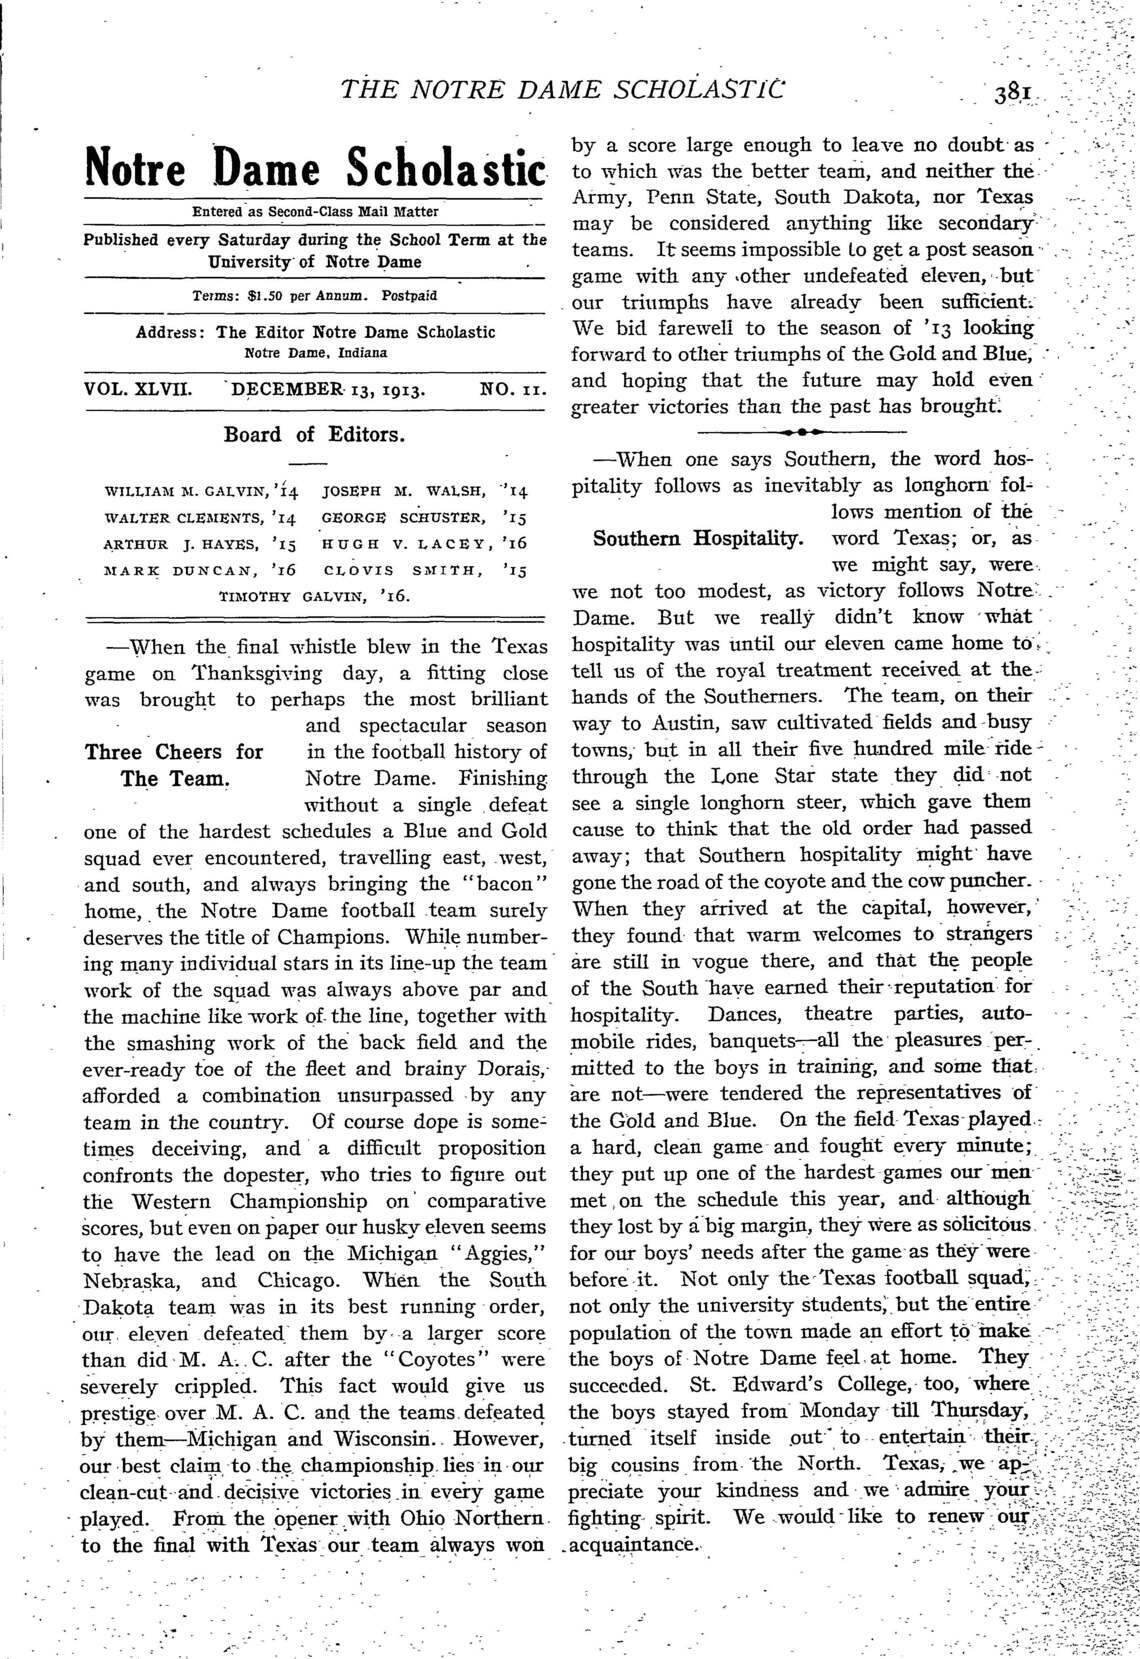 THE NOTRE DAME SCHOLASTIC
381
Notre Dame Scholastic
Entered as Second-Class Mail Matter
Published every Saturday during the School Term at the
University of Notre Dame
Terms: $1.50 per Annum. Postpaid
Address: The Editor Notre Dame Scholastic
Notre Dame, Indiana
VOL. XLVII. DECEMBER 13, 1913. NO. 11.
Board of Editors.
WILLIAM M. GALVIN, '14 JOSEPH M. WALSH, '14
WALTER CLEMENTS, '14 GEORGE SCHUSTER, '15
ARTHUR J. HAYES, '15 HUGH V. LACEY, '16
MARK DUNCAN, '16 CLOVIS SMITH, '15
TIMOTHY GALVIN, '16.
—When the final whistle blew in the Texas
game on Thanksgiving day, a fitting close
was brought to perhaps the most brilliant
and spectacular season
Three Cheers for in the football history of
The Team. Notre Dame. Finishing
without a single defeat
one of the hardest schedules a Blue and Gold
squad ever encountered, travelling east, west,
and south, and always bringing the "bacon"
home, the Notre Dame football team surely
deserves the title of Champions. While number-
ing many individual stars in its line-up the team
work of the squad was always above par and
the machine like work of the line, together with
the smashing work of the back field and the
ever-ready toe of the fleet and brainy Dorais,
afforded a combination unsurpassed by any
team in the country. Of course dope is some-
times deceiving, and a difficult proposition
confronts the dopester, who tries to figure out
the Western Championship on comparative
scores, but even on paper our husky eleven seems
to have the lead on the Michigan "Aggies,"
Nebraska, and Chicago. When the South
Dakota team was in its best running order,
our eleven defeated them by a larger score
than did M. A. C. after the "Coyotes" were
severely crippled. This fact would give us
prestige over M. A. C. and the teams defeated
by them—Michigan and Wisconsin. However,
our best claim to the championship lies in our
clean-cut and decisive victories in every game
played. From the opener with Ohio Northern
to the final with Texas our team always won
by a score large enough to leave no doubt as
to which was the better team, and neither the
Army, Penn State, South Dakota, nor Texas
may be considered anything like secondary
teams. It seems impossible to get a post season
game with any other undefeated eleven, but
our triumphs have already been sufficient.
We bid farewell to the season of '13 looking
forward to other triumphs of the Gold and Blue,
and hoping that the future may hold even
greater victories than the past has brought.
—When one says Southern, the word hos-
pitality follows as inevitably as longhorn fol-
lows mention of the
Southern Hospitality. word Texas; or, as
we might say, were
we not too modest, as victory follows Notre
Dame. But we really didn't know what
hospitality was until our eleven came home to
tell us of the royal treatment received at the
hands of the Southerners. The team, on their
way to Austin, saw cultivated fields and busy
towns, but in all their five hundred mile ride
through the Lone Star state they did not
see a single longhorn steer, which gave them
cause to think that the old order had passed
away; that Southern hospitality might have
gone the road of the coyote and the cow puncher.
When they arrived at the capital, however,
they found that warm welcomes to strangers
are still in vogue there, and that the people
of the South have earned their reputation for
hospitality. Dances, theatre parties, auto-
mobile rides, banquets—all the pleasures per-
mitted to the boys in training, and some that
are not—were tendered the representatives of
the Gold and Blue. On the field Texas played
a hard, clean game and fought every minute;
they put up one of the hardest games our men
met on the schedule this year, and although
they lost by a big margin, they were as solicitous
for our boys' needs after the game as they were
before it. Not only the Texas football squad,
not only the university students, but the entire
population of the town made an effort to make
the boys of Notre Dame feel at home. They
succeeded. St. Edward's College, too, where
the boys stayed from Monday till Thursday,
turned itself inside out to entertain their
big cousins from the North. Texas, we ap-
preciate your kindness and we admire your
fighting spirit. We would like to renew our
acquaintance.